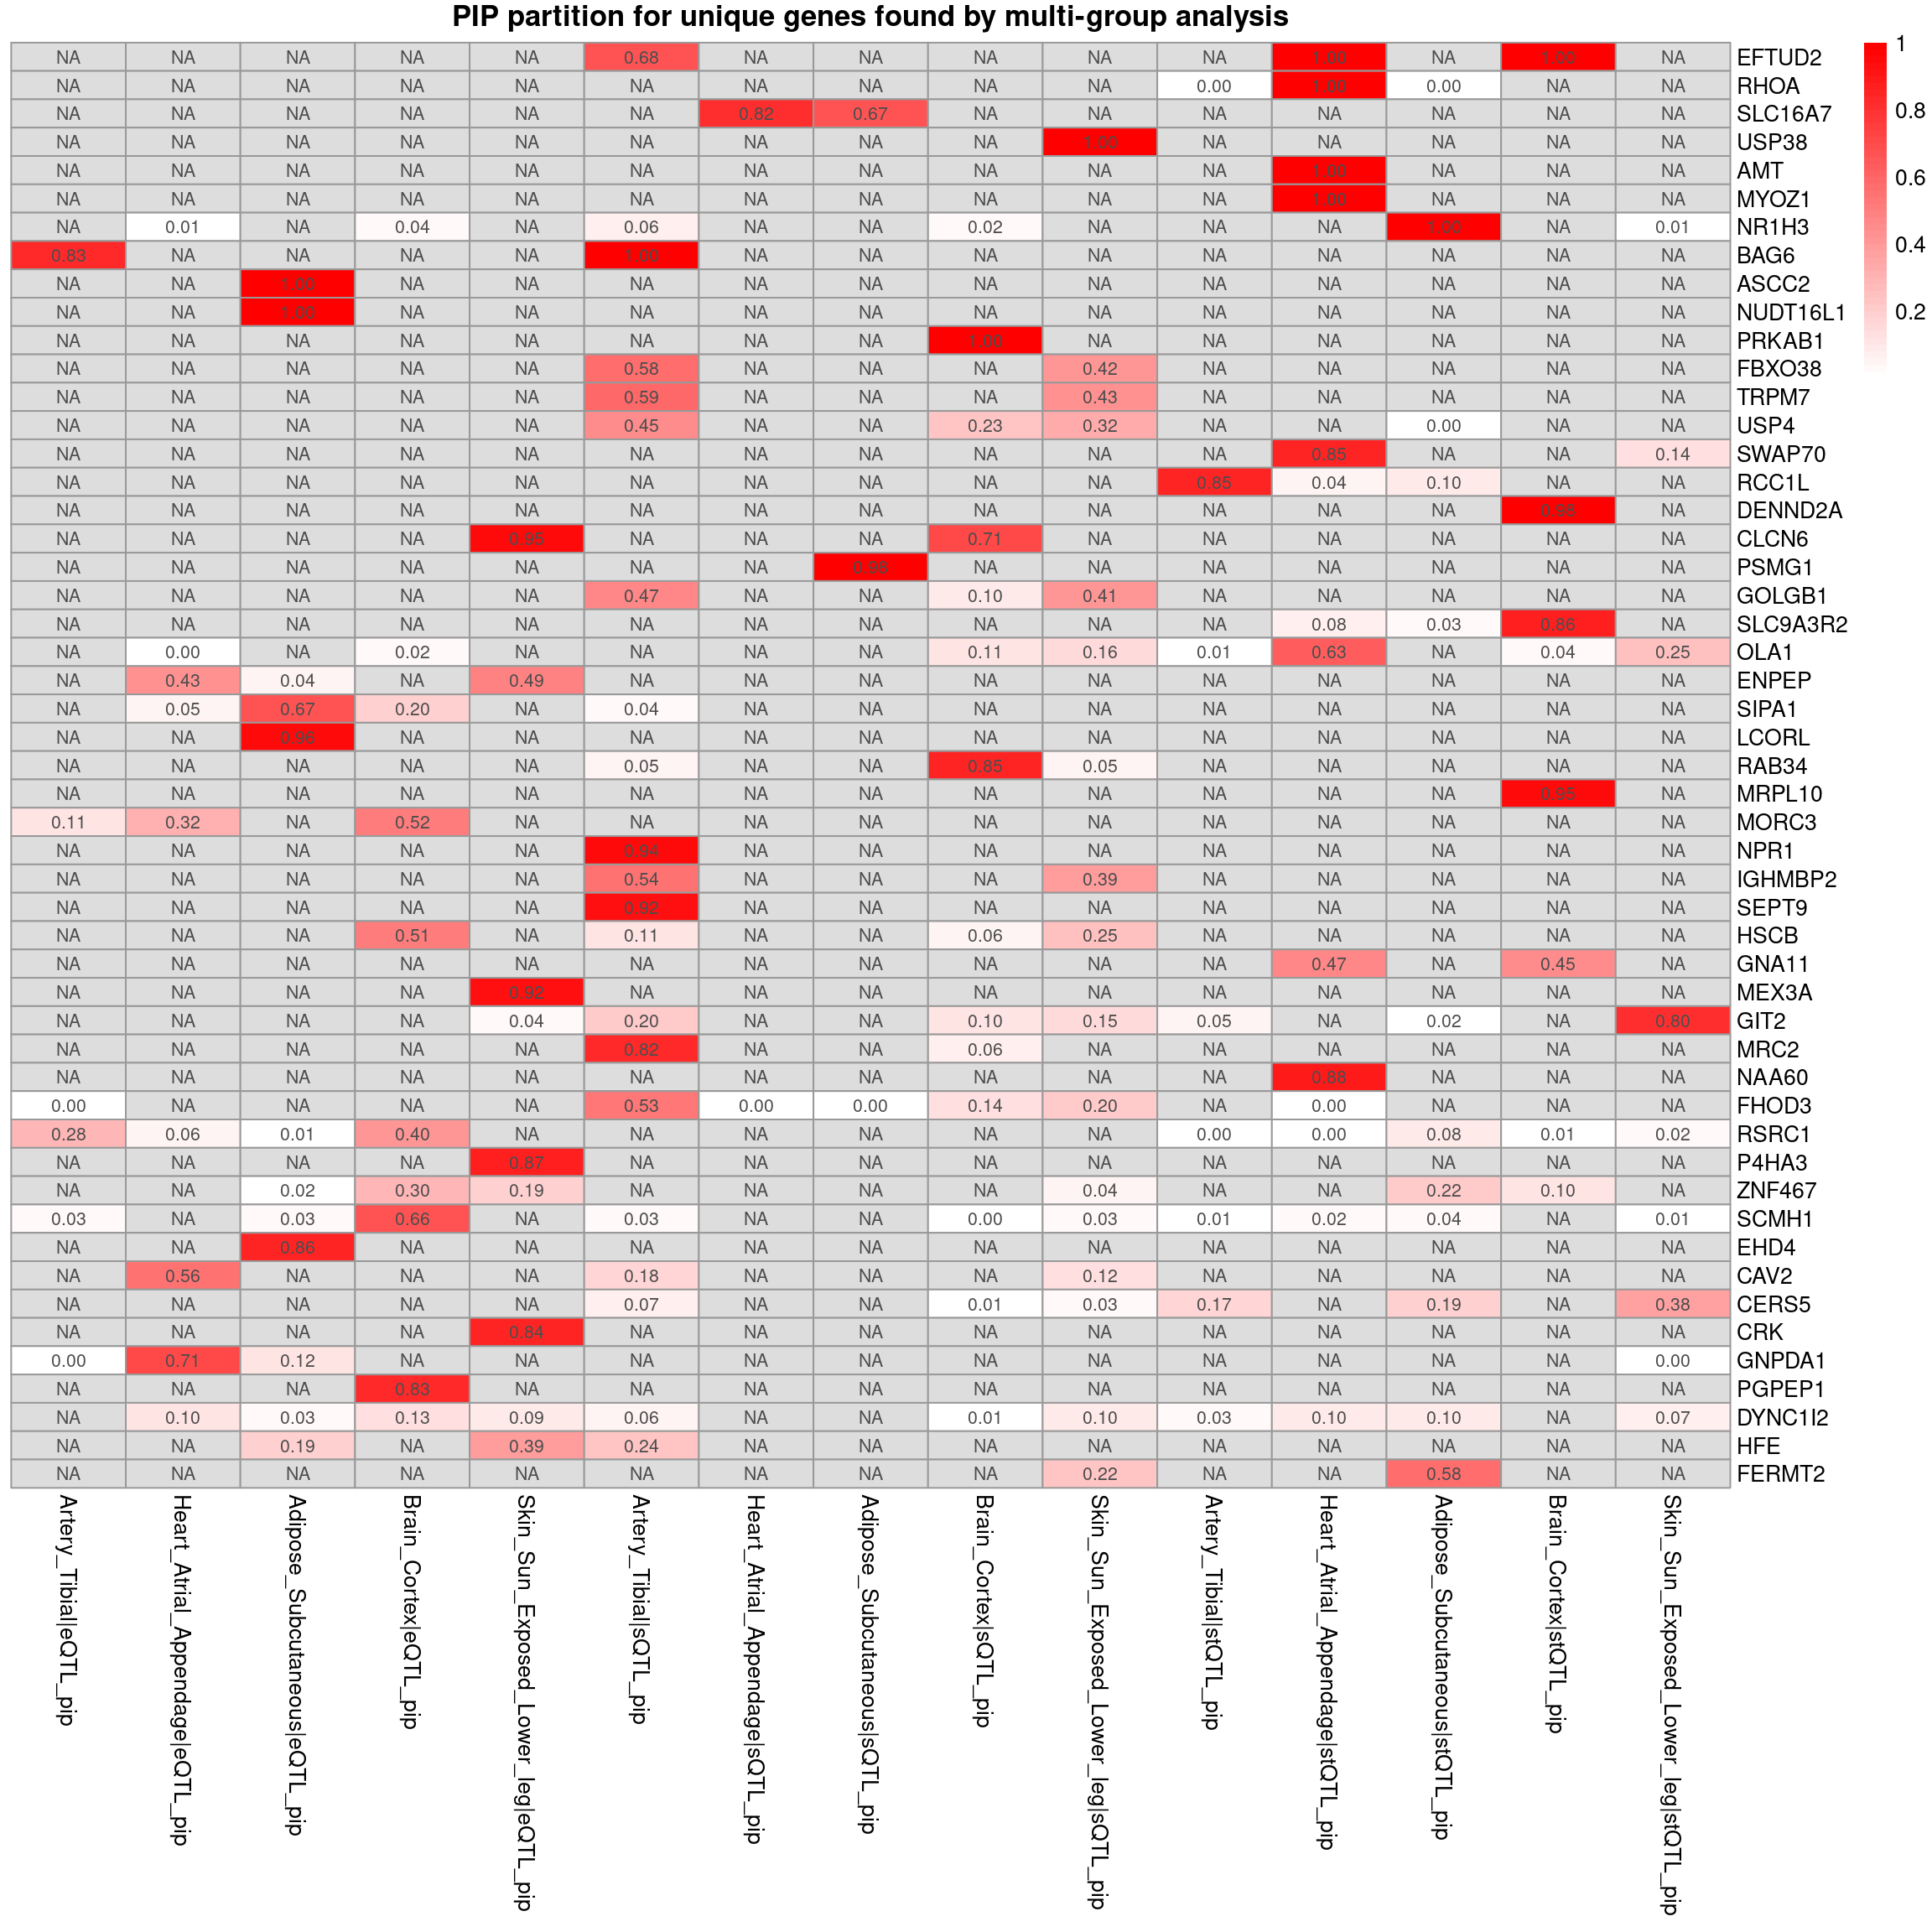 PIP partition for unique genes found by multi-group analysis
NA NA NA NA NA 0.68 NA NA NA NA NA 1.00 NA 1.00 NA EFTUD2
NA NA NA NA NA NA NA NA NA NA 0.00 1.00 0.00 NA NA RHOA
NA NA NA NA NA NA 0.82 0.67 NA NA NA NA NA NA NA SLC16A7
NA NA NA NA NA NA NA NA NA 1.00 NA NA NA NA NA USP38
NA NA NA NA NA NA NA NA NA NA NA 1.00 NA NA NA AMT
NA NA NA NA NA NA NA NA NA NA NA 1.00 NA NA NA MYOZ1
NA 0.01 NA 0.04 NA 0.06 NA NA 0.02 NA NA NA 1.00 NA 0.01 NR1H3
0.83 NA NA NA NA 1.00 NA NA NA NA NA NA NA NA NA BAG6
NA NA 1.00 NA NA NA NA NA NA NA NA NA NA NA NA ASCC2
NA NA 1.00 NA NA NA NA NA NA NA NA NA NA NA NA NUDT16L1
NA NA NA NA NA NA NA NA 1.00 NA NA NA NA NA NA PRKAB1
NA NA NA NA NA 0.58 NA NA NA 0.42 NA NA NA NA NA FBXO38
NA NA NA NA NA 0.59 NA NA NA 0.43 NA NA NA NA NA TRPM7
NA NA NA NA NA 0.45 NA NA 0.23 0.32 NA NA 0.00 NA NA USP4
NA NA NA NA NA NA NA NA NA NA NA 0.85 NA NA 0.14 SWAP70
NA NA NA NA NA NA NA NA NA NA 0.85 0.04 0.10 NA NA RCC1L
NA NA NA NA NA NA NA NA NA NA NA NA NA 0.98 NA DENND2A
NA NA NA NA 0.95 NA NA NA 0.71 NA NA NA NA NA NA CLCN6
NA NA NA NA NA NA NA 0.98 NA NA NA NA NA NA NA PSMG1
NA NA NA NA NA 0.47 NA NA 0.10 0.41 NA NA NA NA NA GOLGB1
NA NA NA NA NA NA NA NA NA NA NA 0.08 0.03 0.86 NA SLC9A3R2
NA 0.00 NA 0.02 NA NA NA NA 0.11 0.16 0.01 0.63 NA 0.04 0.25 OLA1
NA 0.43 0.04 NA 0.49 NA NA NA NA NA NA NA NA NA NA ENPEP
NA 0.05 0.67 0.20 NA 0.04 NA NA NA NA NA NA NA NA NA SIPA1
NA NA 0.96 NA NA NA NA NA NA NA NA NA NA NA NA LCORL
NA NA NA NA NA 0.05 NA NA 0.85 0.05 NA NA NA NA NA RAB34
NA NA NA NA NA NA NA NA NA NA NA NA NA 0.95 NA MRPL10
0.11 0.32 NA 0.52 NA NA NA NA NA NA NA NA NA NA NA MORC3
NA NA NA NA NA 0.94 NA NA NA NA NA NA NA NA NA NPR1
NA NA NA NA NA 0.54 NA NA NA 0.39 NA NA NA NA NA IGHMBP2
NA NA NA NA NA 0.92 NA NA NA NA NA NA NA NA NA SEPT9
NA NA NA 0.51 NA 0.11 NA NA 0.06 0.25 NA NA NA NA NA HSCB
NA NA NA NA NA NA NA NA NA NA NA 0.47 NA 0.45 NA GNA11
NA NA NA NA 0.92 NA NA NA NA NA NA NA NA NA NA MEX3A
NA NA NA NA 0.04 0.20 NA NA 0.10 0.15 0.05 NA 0.02 NA 0.80 GIT2
NA NA NA NA NA 0.82 NA NA 0.06 NA NA NA NA NA NA MRC2
NA NA NA NA NA NA NA NA NA NA NA 0.88 NA NA NA NAA60
0.00 NA NA NA NA 0.53 0.00 0.00 0.14 0.20 NA 0.00 NA NA NA FHOD3
0.28 0.06 0.01 0.40 NA NA NA NA NA NA 0.00 0.00 0.08 0.01 0.02 RSRC1
NA NA NA NA 0.87 NA NA NA NA NA NA NA NA NA NA P4HA3
NA NA 0.02 0.30 0.19 NA NA NA NA 0.04 NA NA 0.22 0.10 NA ZNF467
0.03 NA 0.03 0.66 NA 0.03 NA NA 0.00 0.03 0.01 0.02 0.04 NA 0.01 SCMH1
NA NA 0.86 NA NA NA NA NA NA NA NA NA NA NA NA EHD4
NA 0.56 NA NA NA 0.18 NA NA NA 0.12 NA NA NA NA NA CAV2
NA NA NA NA NA 0.07 NA NA 0.01 0.03 0.17 NA 0.19 NA 0.38 CERS5
NA NA NA NA 0.84 NA NA NA NA NA NA NA NA NA NA CRK
0.00 0.71 0.12 NA NA NA NA NA NA NA NA NA NA NA 0.00 GNPDA1
NA NA NA 0.83 NA NA NA NA NA NA NA NA NA NA NA PGPEP1
NA 0.10 0.03 0.13 0.09 0.06 NA NA 0.01 0.10 0.03 0.10 0.10 NA 0.07 DYNC1I2
NA NA 0.19 NA 0.39 0.24 NA NA NA NA NA NA NA NA NA HFE
NA NA NA NA NA NA NA NA NA 0.22 NA NA 0.58 NA NA FERMT2
1
0.8
0.6
0.4
0.2
Artery_Tibial|eQTL_pip
Heart_Atrial_Appendage|eQTL_pip
Adipose_Subcutaneous|eQTL_pip
Brain_Cortex|eQTL_pip
Skin_Sun_Exposed_Lower_leg|eQTL_pip
Artery_Tibial|sQTL_pip
Heart_Atrial_Appendage|sQTL_pip
Adipose_Subcutaneous|sQTL_pip
Brain_Cortex|sQTL_pip
Skin_Sun_Exposed_Lower_leg|sQTL_pip
Artery_Tibial|stQTL_pip
Heart_Atrial_Appendage|stQTL_pip
Adipose_Subcutaneous|stQTL_pip
Brain_Cortex|stQTL_pip
Skin_Sun_Exposed_Lower_leg|stQTL_pip